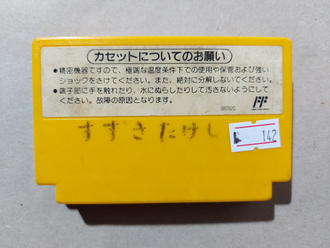 カセットについてのお願い
●精密機器ですので、極端な温度条件下での使用や保管および強い
ショックをさけてください。また、絶対に分解しないでください。
●端子部に手を触れたり、水にぬらしたりして汚さないようにして
ください。故障の原因となります。
FF
すずきたけし
142